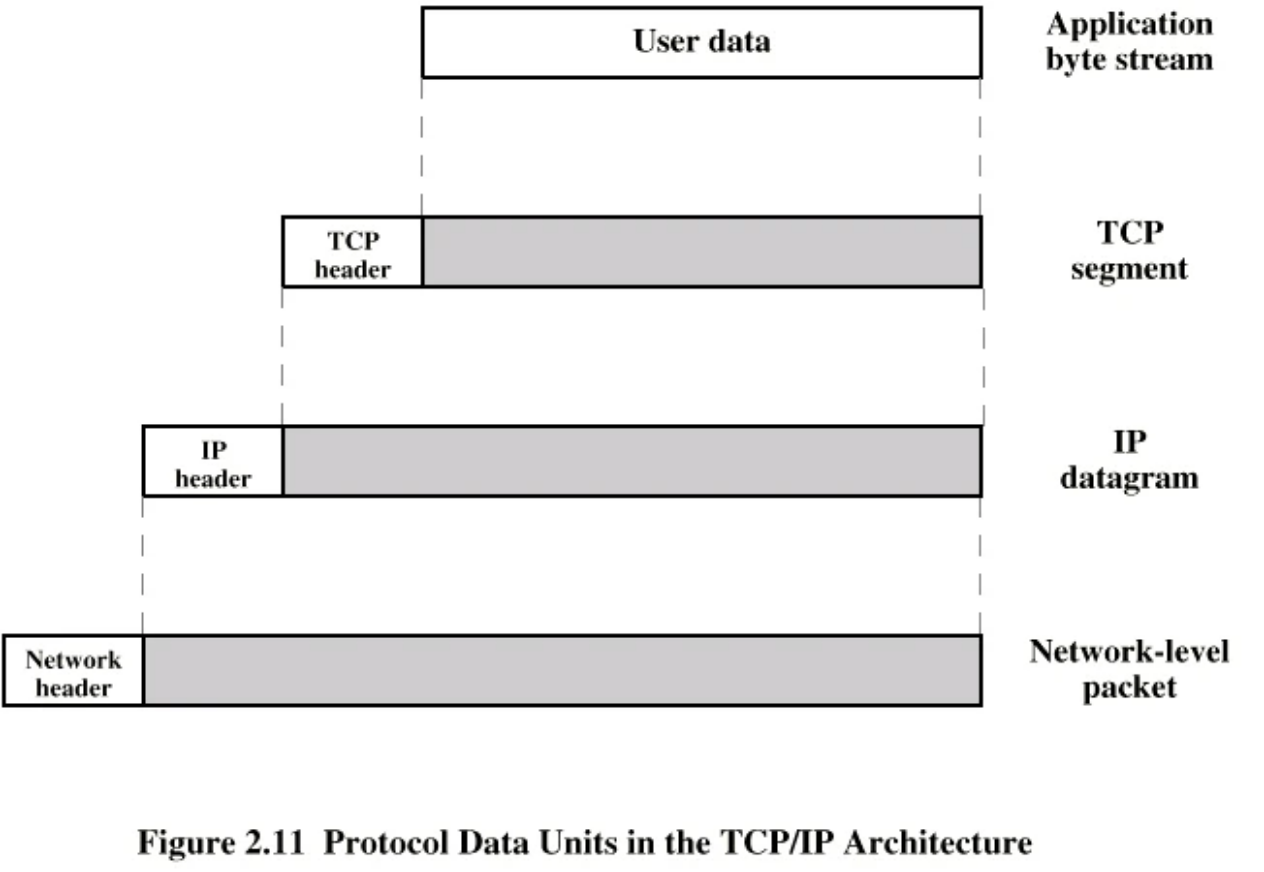 User data
Application
byte stream
TCP
header
TCP
segment
IP
header
IP
datagram
Network
header
Network-level
packet
Figure 2.11 Protocol Data Units in the TCP/IP Architecture